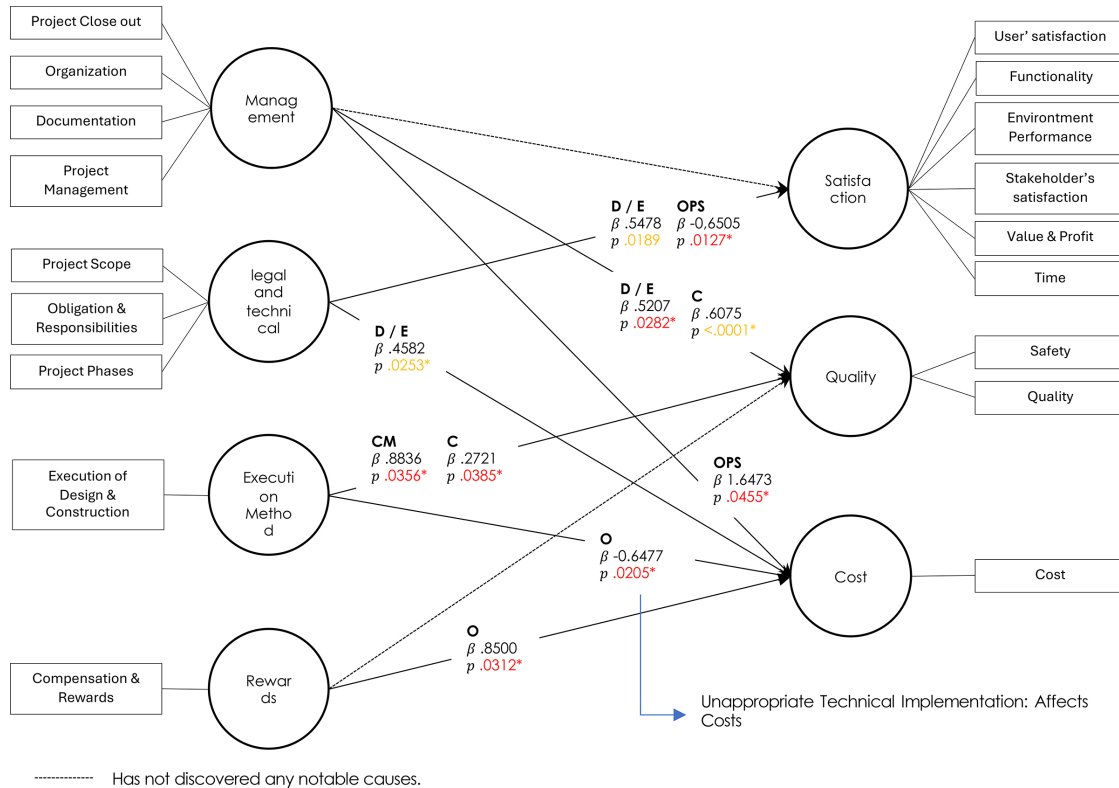 Project Close out
Organization
Documentation
Project
Management
Manag
ement
Project Scope
Obligation &
Responsibilities
Project Phases
legal
and
techni
cal
Execution of
Design &
Construction
Executi
on
Metho
d
Compensation &
Rewards
Rewar
ds
D / E
β .5478
p .0189
OPS
β -0,6505
p .0127*
D / E
β .5207
p .0282*
C
β .6075
p <.0001*
D / E
β .4582
p .0253*
CM
β .8836
p .0356*
C
β .2721
p .0385*
OPS
β 1.6473
p .0455*
O
β -0.6477
p .0205*
O
β .8500
p .0312*
Satisfa
ction
Quality
Cost
User' satisfaction
Functionality
Environtment
Performance
Stakeholder's
satisfaction
Value & Profit
Time
Safety
Quality
Cost
Unappropriate Technical Implementation: Affects
Costs
Has not discovered any notable causes.